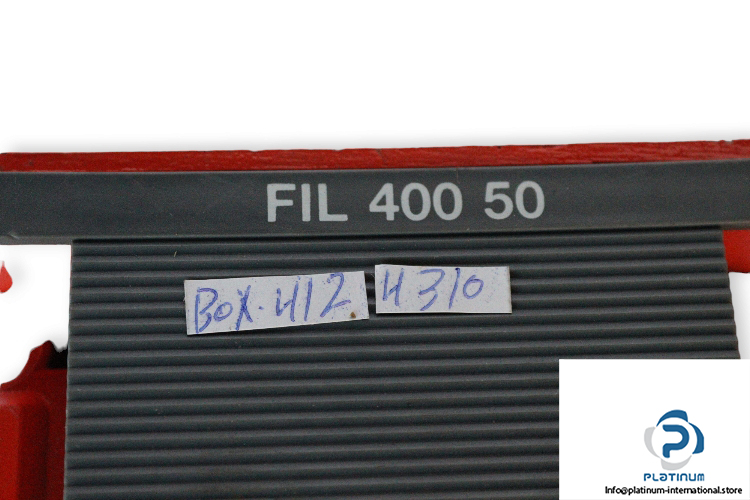 FIL 400 50
BOX.412 4310
PLATINUM
Info@platinum-international.store